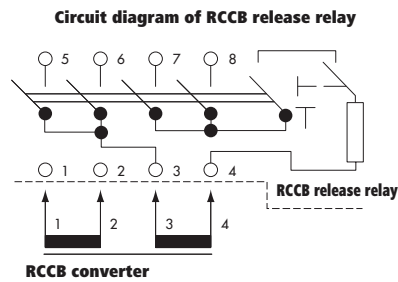 Circuit diagram of RCCB release relay
5 6 7 8
1 2 3 4
RCCB release relay
1 2 3 4
RCCB converter